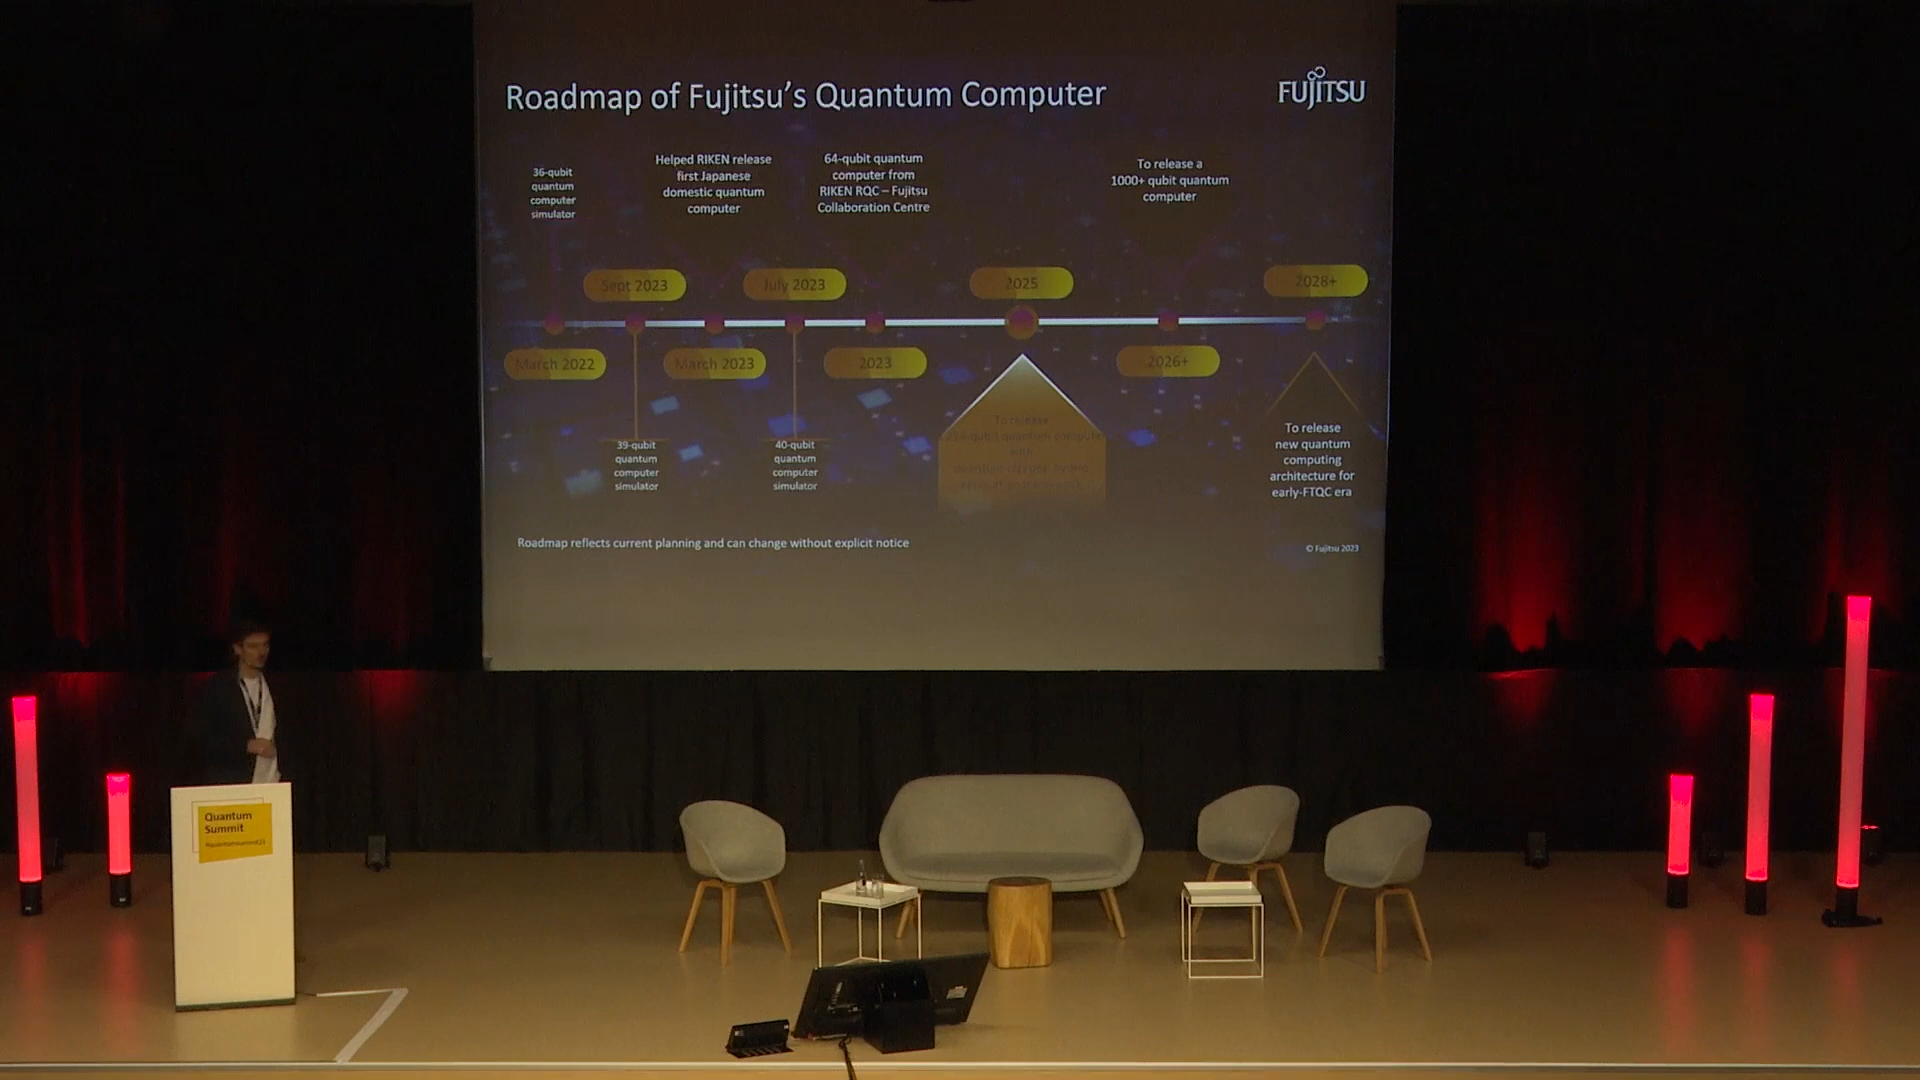 Roadmap of Fujitsu's Quantum Computer
FUJITSU
36-qubit
quantum
computer
simulator
Helped RIKEN release
first Japanese
domestic quantum
computer
64-qubit quantum
computer from
RIKEN RQC – Fujitsu
Collaboration Centre
To release a
1000+ qubit quantum
computer
Sept 2023
July 2023
2025
2028+
March 2022
March 2023
2023
2026+
39-qubit
quantum
computer
simulator
40-qubit
quantum
computer
simulator
To release
quantum computer
with
To release
new quantum
computing
architecture for
early-FTQC era
Roadmap reflects current planning and can change without explicit notice
© Fujitsu 2023
Quantum
Summit